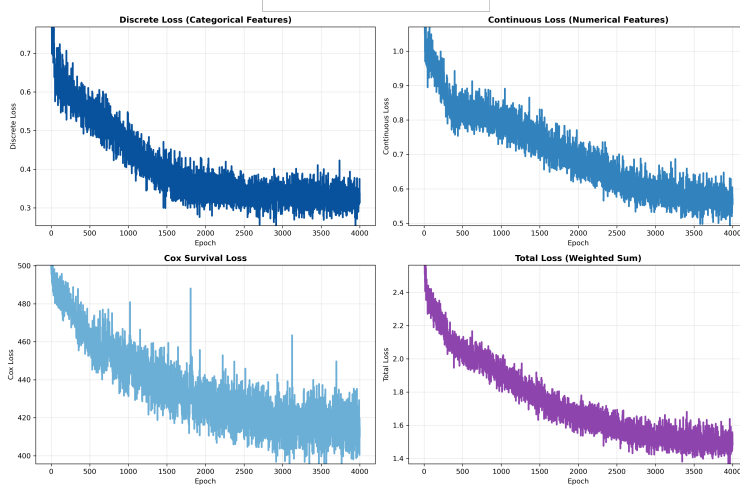 Discrete Loss (Categorical Features)
0.7
0.6
0.5
0.4
0.3
Discrete Loss
0 500 1000 1500 2000 2500 3000 3500 4000
Epoch
Continuous Loss (Numerical Features)
1.0
0.9
0.8
0.7
0.6
0.5
Continuous Loss
0 500 1000 1500 2000 2500 3000 3500 4000
Epoch
Cox Survival Loss
500
480
460
440
420
400
Cox Loss
0 500 1000 1500 2000 2500 3000 3500 4000
Epoch
Total Loss (Weighted Sum)
2.4
2.2
2.0
1.8
1.6
1.4
Total Loss
0 500 1000 1500 2000 2500 3000 3500 4000
Epoch